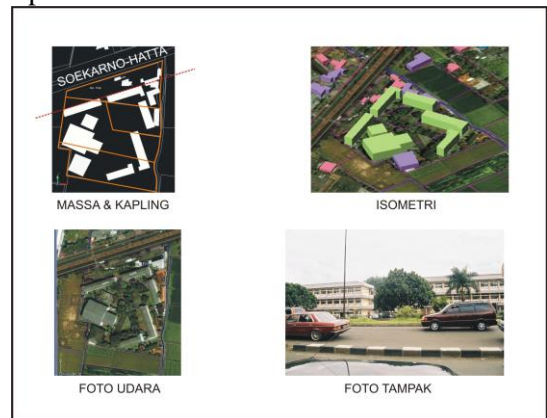 SOEKARNO-HATTA
MASSA & KAPLING
ISOMETRI
FOTO UDARA
FOTO TAMPAK